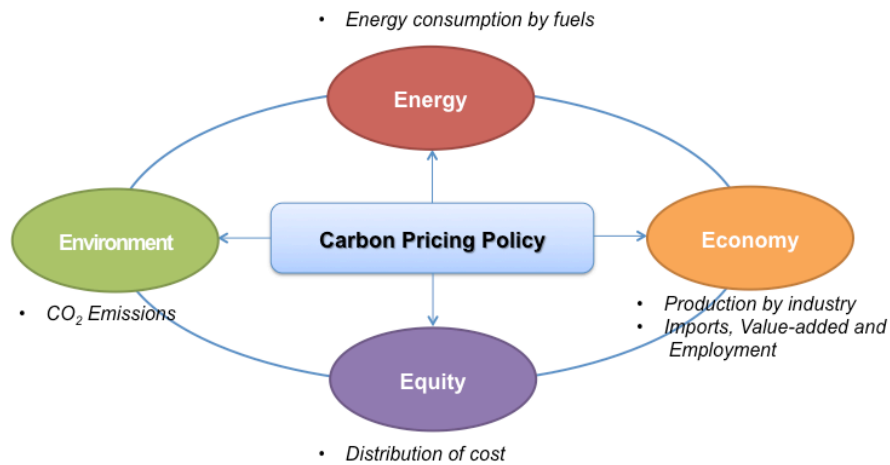 • Energy consumption by fuels
Energy
Environment
Carbon Pricing Policy
Economy
• CO₂ Emissions
• Production by industry
• Imports, Value-added and
Employment
Equity
• Distribution of cost